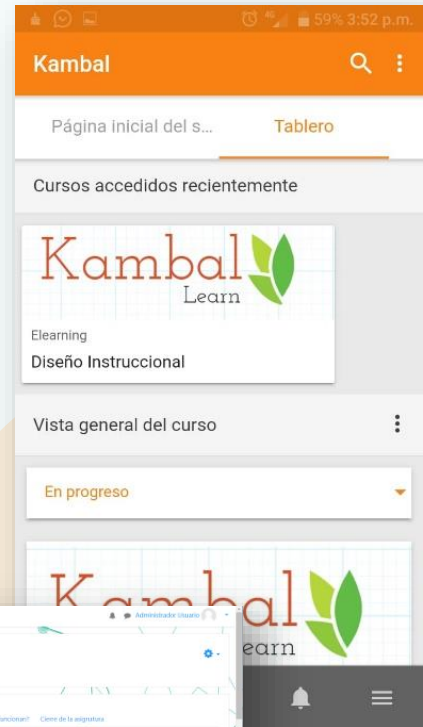 59% 3:52 p.m.
Kambal
Página inicial del s...
Tablero
Cursos accedidos recientemente
Kambal
Learn
Elearning
Diseño Instruccional
Vista general del curso
En progreso
Kambal
earn
Administrador Usuario
funcionan?
Cierre de la asignatura